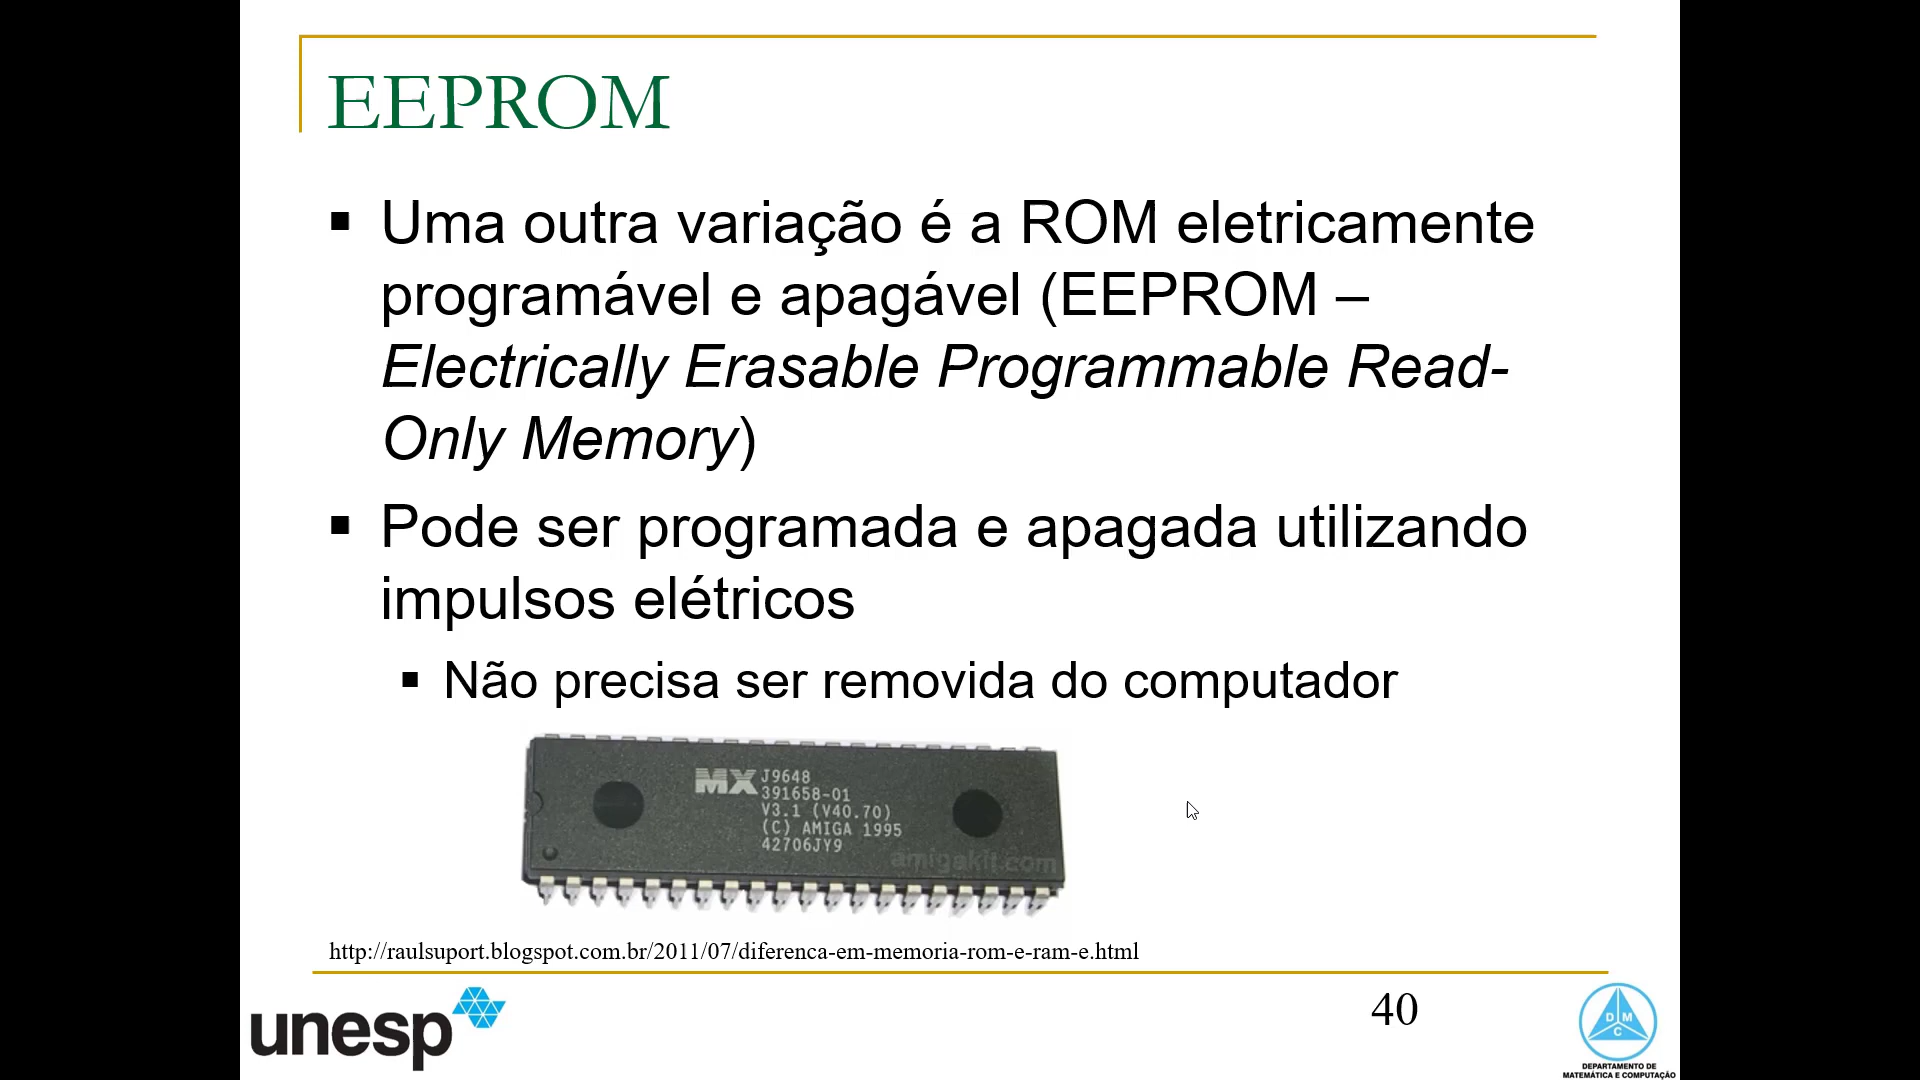 EEPROM
▪ Uma outra variação é a ROM eletricamente
programável e apagável (EEPROM –
Electrically Erasable Programmable Read-
Only Memory)
▪ Pode ser programada e apagada utilizando
impulsos elétricos
▪ Não precisa ser removida do computador
MX J9648
391658-01
V3.1 (V40.70)
(C) AMIGA 1995
42706JY9
amigakit.com
http://raulsuport.blogspot.com.br/2011/07/diferenca-em-memoria-rom-e-ram-e.html
unesp
40
D M
C
DEPARTAMENTO DE
MATEMÁTICA E COMPUTAÇÃO